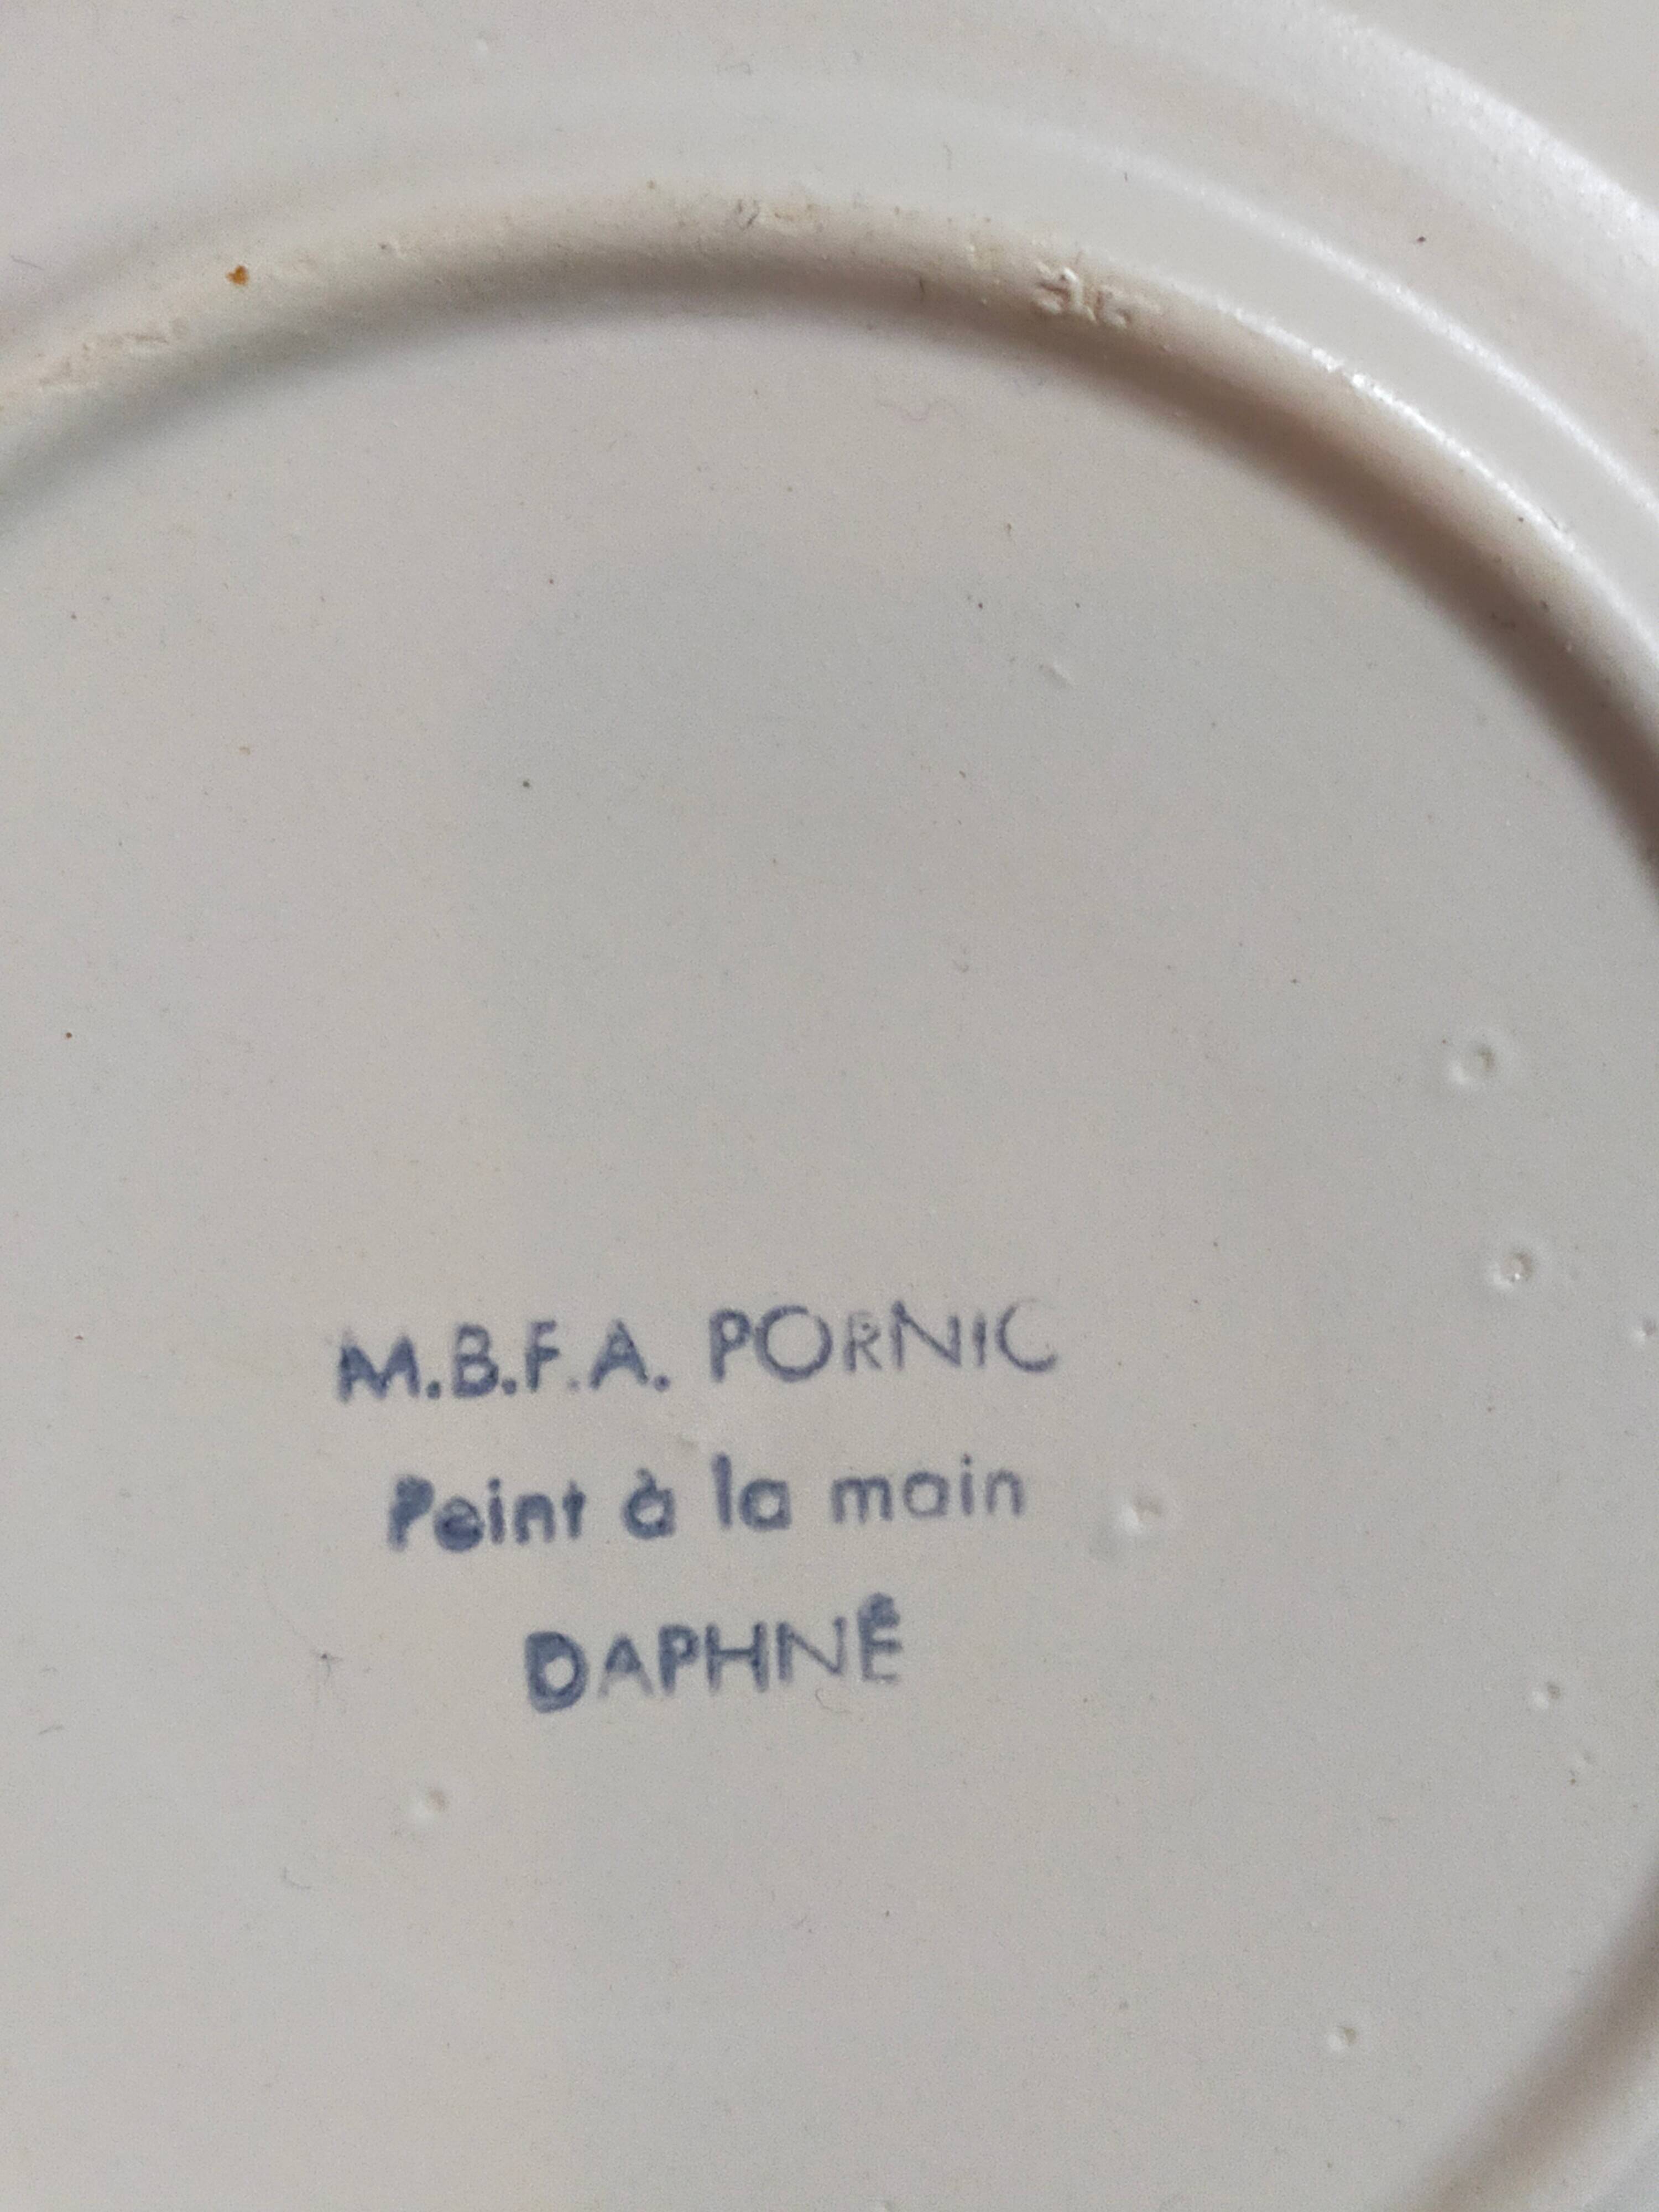 M.B.F.A. PORNIC
Peint à la main
DAPHNÉ